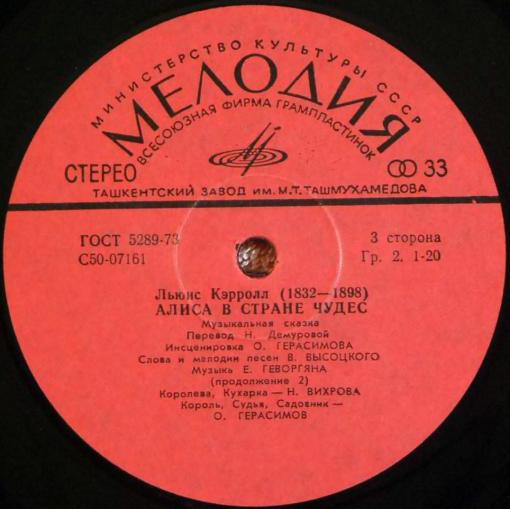 МИНИСТЕРСТВО КУЛЬТУРЫ СССР
МЕЛОДИЯ
ВСЕСОЮЗНАЯ ФИРМА ГРАМПЛАСТИНОК
СТЕРЕО
33
ТАШКЕНТСКИЙ ЗАВОД ИМ. М.Т. ТАШМУХАМЕДОВА
ГОСТ 5289-73
3 сторона
С50-07161
Гр. 2, 1-20
Льюис Кэрролл (1832—1898)
АЛИСА В СТРАНЕ ЧУДЕС
Музыкальная сказка
Перевод Н. Демуровой
Инсценировка О. ГЕРАСИМОВА
Слова и мелодии песен В. ВЫСОЦКОГО
Музыка Е. ГЕВОРГЯНА
(продолжение 2)
Королева, Кухарка — Н. ВИХРОВА
Король, Судья, Садовник —
О. ГЕРАСИМОВ